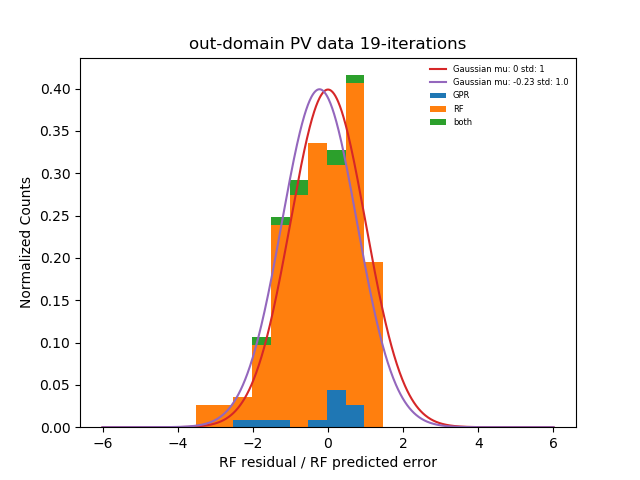 out-domain PV data 19-iterations
Gaussian mu: 0 std: 1
Gaussian mu: -0.23 std: 1.0
GPR
RF
both
Normalized Counts
0.40
0.35
0.30
0.25
0.20
0.15
0.10
0.05
0.00
−6 −4 −2 0 2 4 6
RF residual / RF predicted error